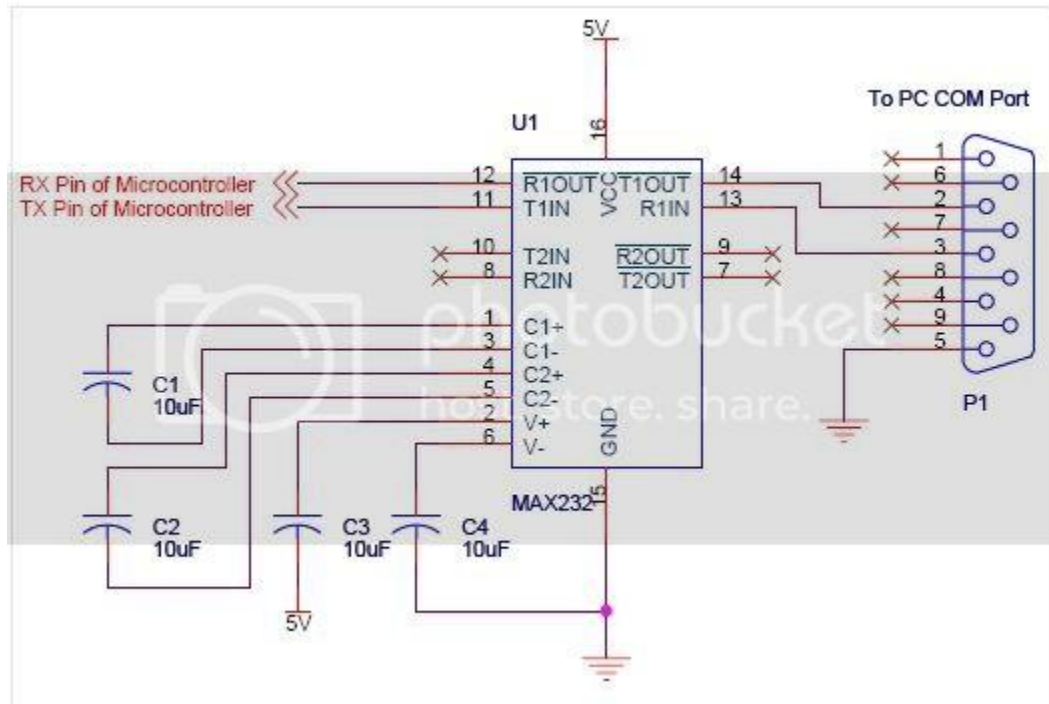 5V
To PC COM Port
U1
16
1
6
2
7
3
8
4
9
5
P1
RX Pin of Microcontroller
TX Pin of Microcontroller
12
11
10
8
1
3
4
5
2
6
R1OUT
T1IN
T2IN
R2IN
C1+
C1-
C2+
C2-
V+
V-
VCC
T1OUT
R1IN
R2OUT
T2OUT
GND
14
13
9
7
15
MAX232
C1
10uF
C2
10uF
C3
10uF
C4
10uF
5V
photobucket
host. store. share.